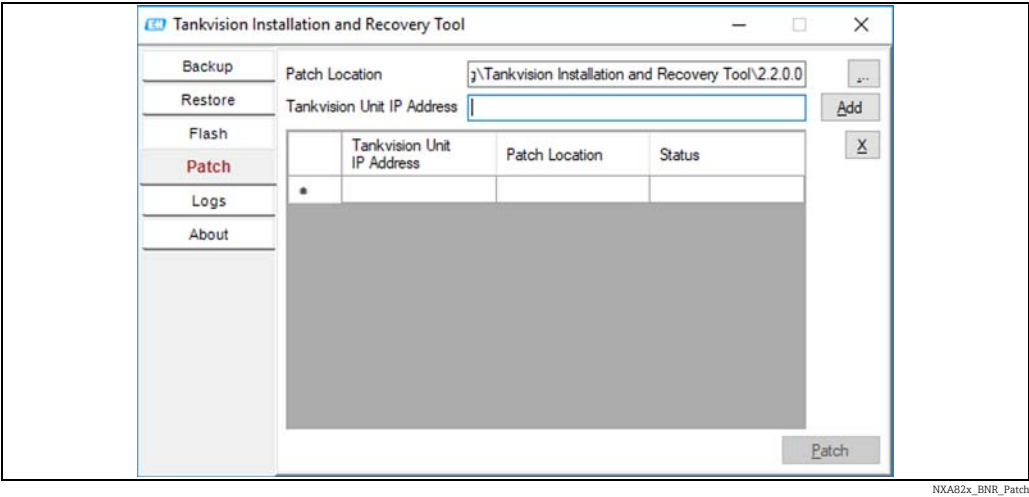 Tankvision Installation and Recovery Tool
Backup
Restore
Flash
Patch
Logs
About
Patch Location
\Tankvision Installation and Recovery Tool\2.2.0.0
...
Tankvision Unit IP Address
Add
X
Tankvision Unit
IP Address
Patch Location
Status
Patch
NXA82x_BNR_Patch